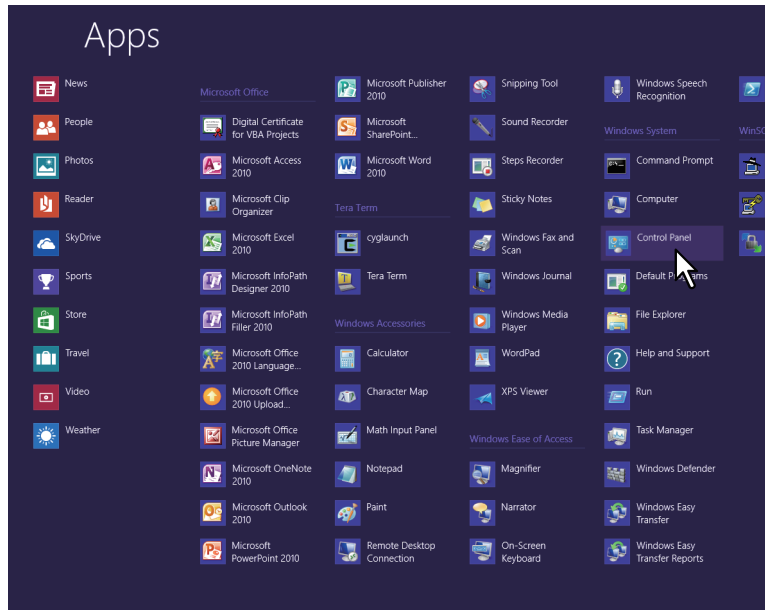 Apps
News
People
Photos
Reader
SkyDrive
Sports
Store
Travel
Video
Weather
Microsoft Office
Digital Certificate
for VBA Projects
Microsoft Access
2010
Microsoft Clip
Organizer
Microsoft Excel
2010
Microsoft InfoPath
Designer 2010
Microsoft InfoPath
Filler 2010
Microsoft Office
2010 Language...
Microsoft Office
2010 Upload...
Microsoft Office
Picture Manager
Microsoft OneNote
2010
Microsoft Outlook
2010
Microsoft
PowerPoint 2010
Microsoft Publisher
2010
Microsoft
SharePoint...
Microsoft Word
2010
Tera Term
cyglaunch
Tera Term
Windows Accessories
Calculator
Character Map
Math Input Panel
Notepad
Paint
Remote Desktop
Connection
Snipping Tool
Sound Recorder
Steps Recorder
Sticky Notes
Windows Fax and
Scan
Windows Journal
Windows Media
Player
WordPad
XPS Viewer
Windows Ease of Access
Magnifier
Narrator
On-Screen
Keyboard
Windows Speech
Recognition
Windows System
Command Prompt
Computer
Control Panel
Default
File Explorer
Help and Support
Run
Task Manager
Windows Defender
Windows Easy
Transfer
Windows Easy
Transfer Reports